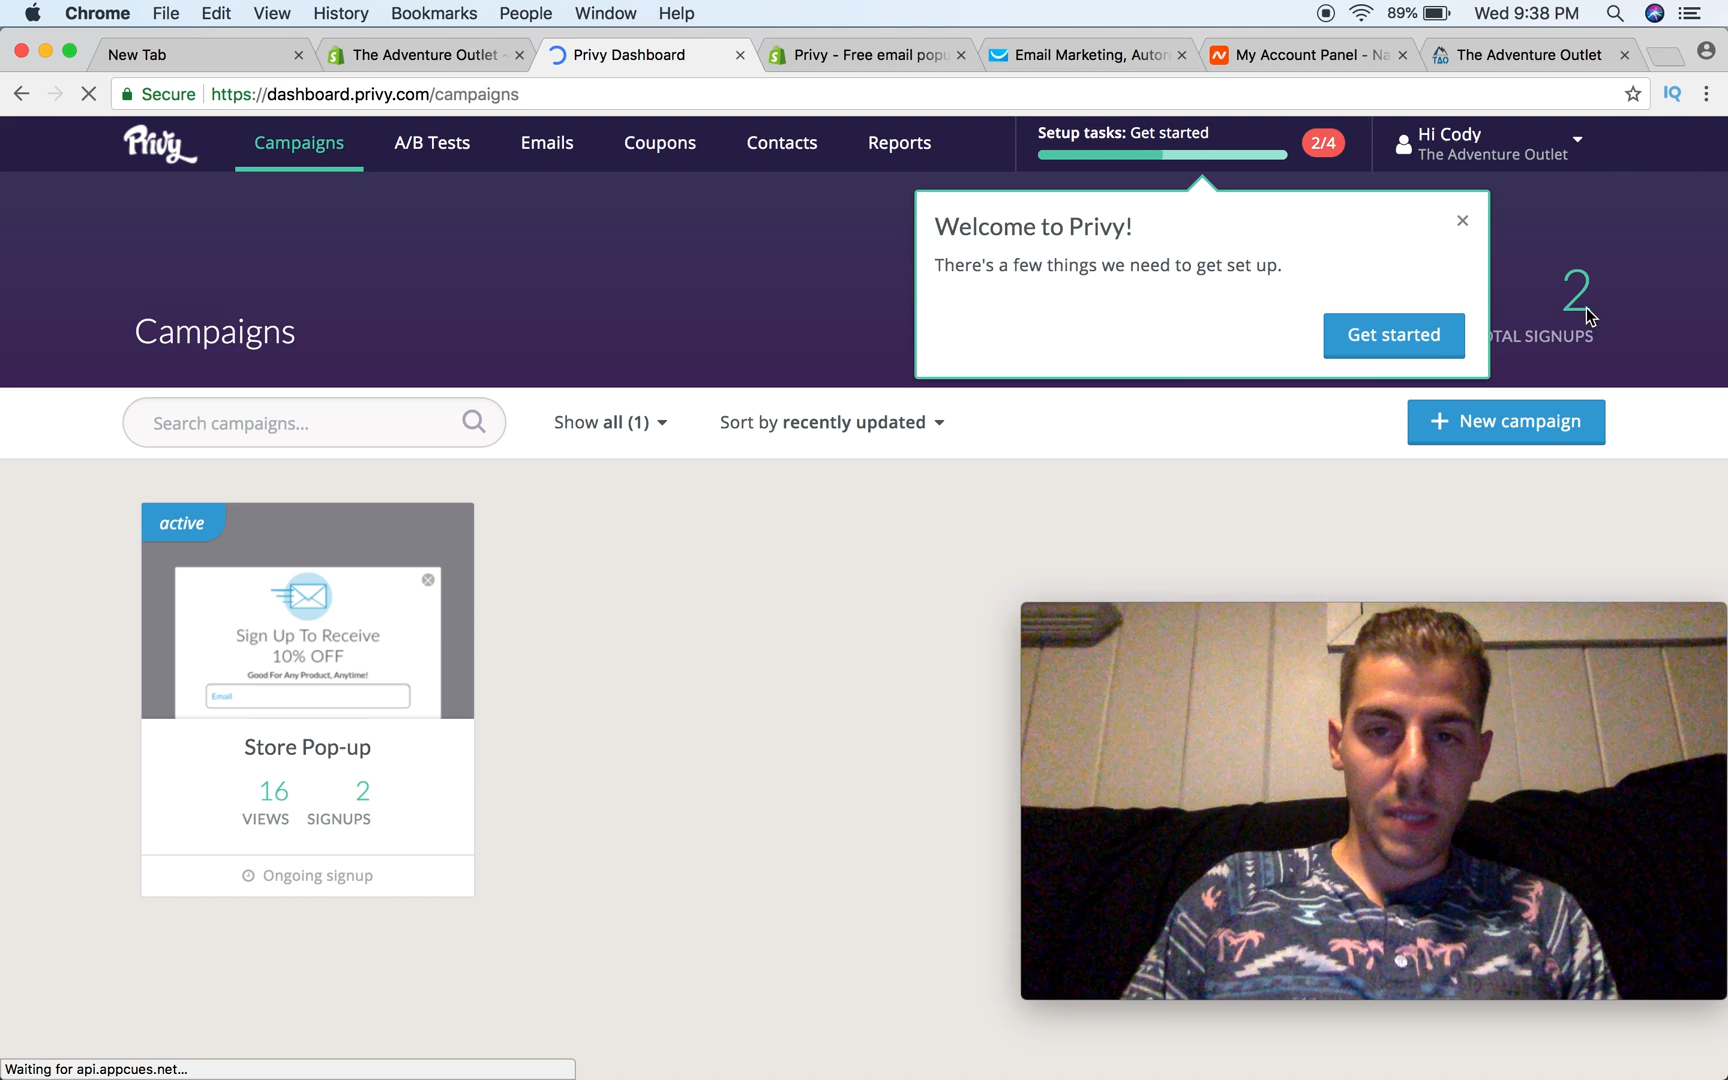 Chrome File Edit View History Bookmarks People Window Help 89% Wed 9:38 PM
New Tab The Adventure Outlet ~ Privy Dashboard Privy - Free email popu Email Marketing, Autor My Account Panel - Na The Adventure Outlet
Secure https://dashboard.privy.com/campaigns IQ
Privy Campaigns A/B Tests Emails Coupons Contacts Reports Setup tasks: Get started 2/4 Hi Cody
The Adventure Outlet
Welcome to Privy!
There's a few things we need to get set up.
Get started
2
OTAL SIGNUPS
Campaigns
Search campaigns... Show all (1) Sort by recently updated + New campaign
active
Sign Up To Receive
10% OFF
Good For Any Product, Anytime!
Email
Store Pop-up
16 2
VIEWS SIGNUPS
Ongoing signup
Waiting for api.appcues.net...